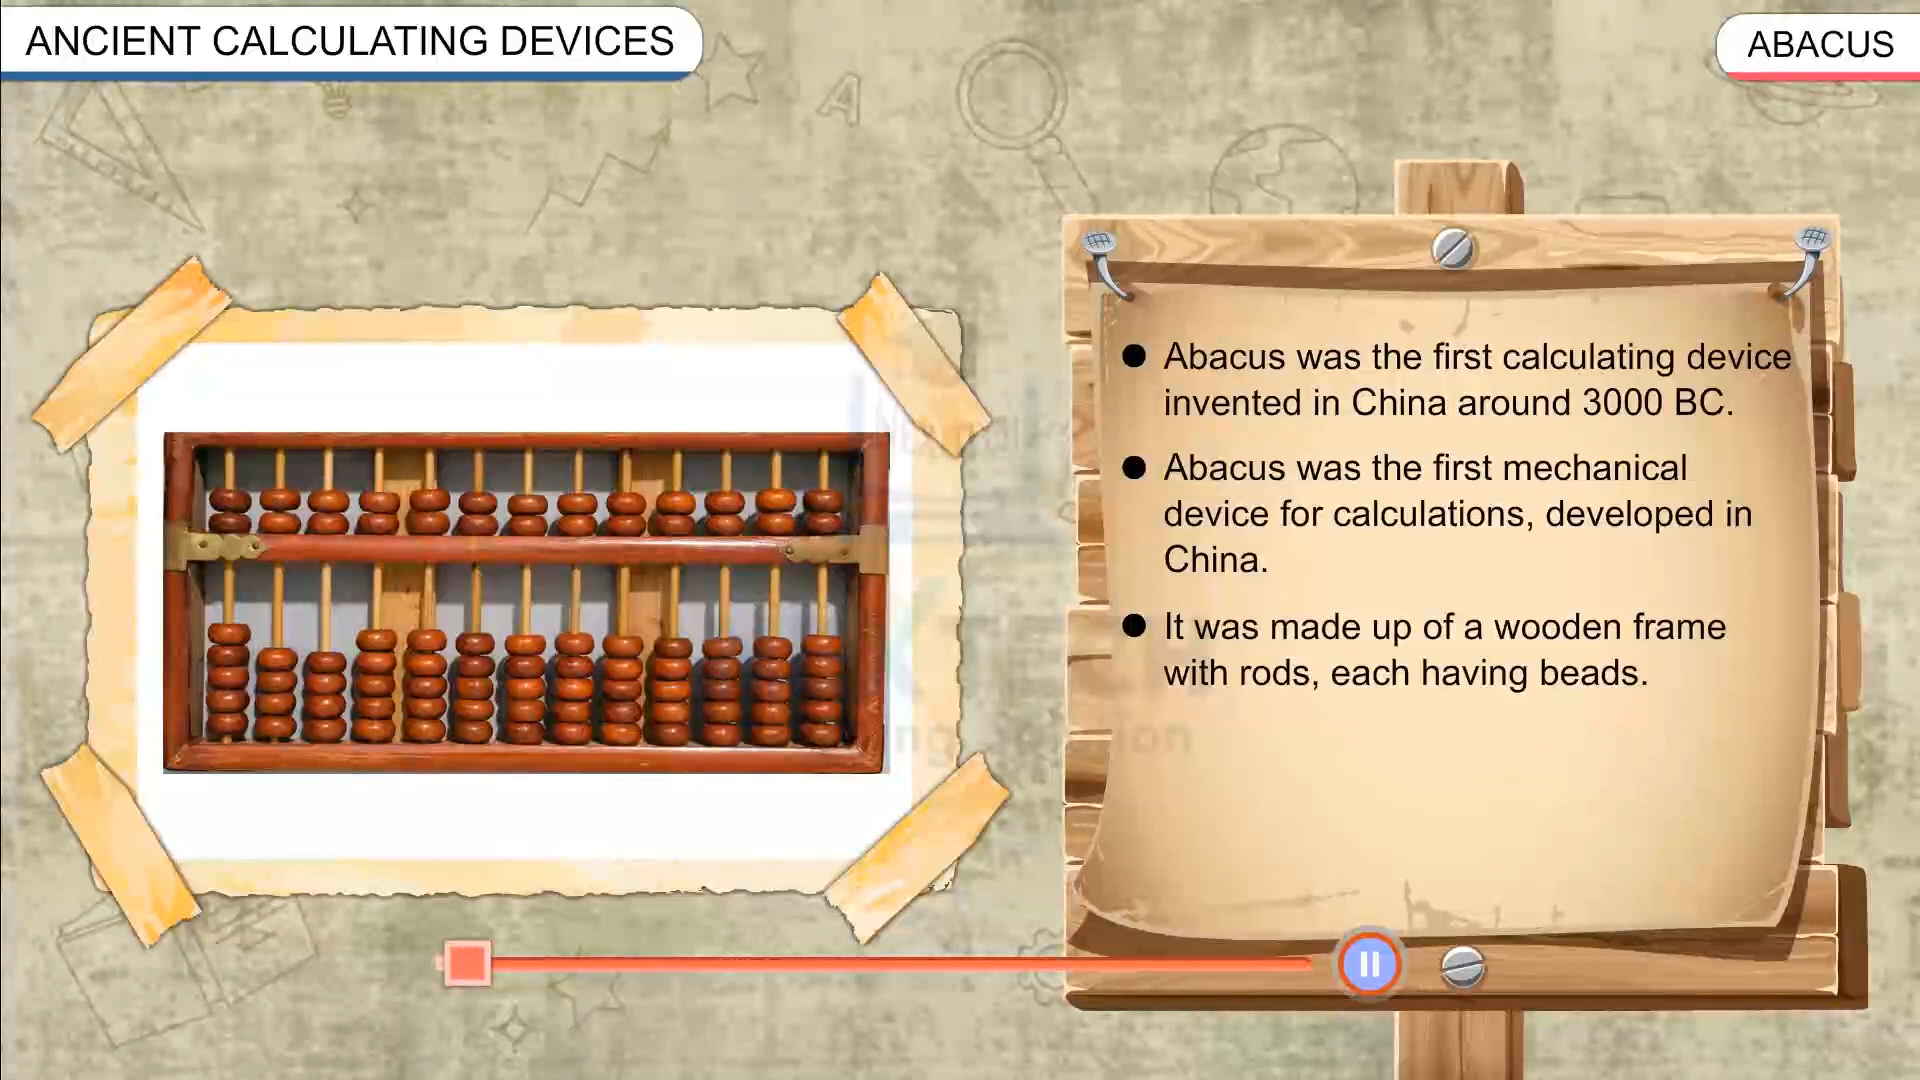 ANCIENT CALCULATING DEVICES
ABACUS
● Abacus was the first calculating device
invented in China around 3000 BC.
● Abacus was the first mechanical
device for calculations, developed in
China.
● It was made up of a wooden frame
with rods, each having beads.